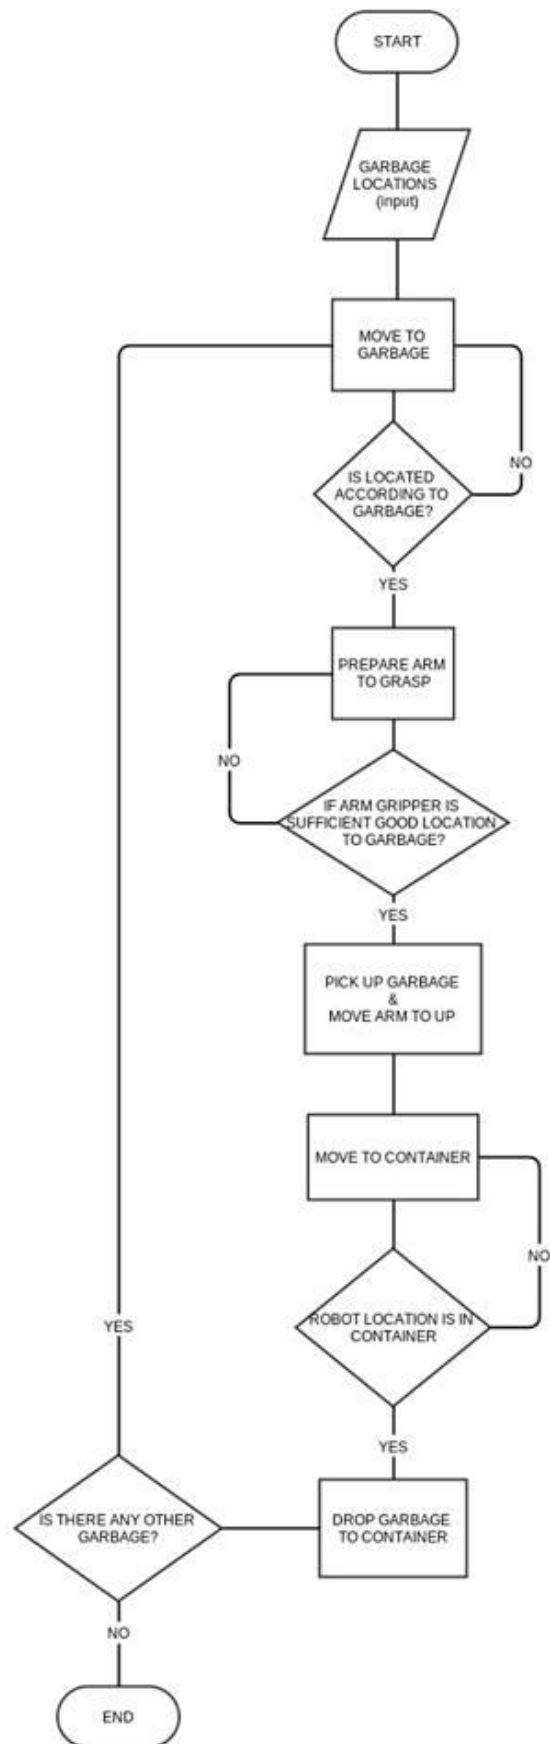 START
GARBAGE
LOCATIONS
(input)
MOVE TO
GARBAGE
NO
IS LOCATED
ACCORDING TO
GARBAGE?
YES
PREPARE ARM
TO GRASP
NO
IF ARM GRIPPER IS
SUFFICIENT GOOD LOCATION
TO GARBAGE?
YES
PICK UP GARBAGE
&
MOVE ARM TO UP
MOVE TO CONTAINER
NO
ROBOT LOCATION IS IN
CONTAINER
YES
YES
DROP GARBAGE
TO CONTAINER
IS THERE ANY OTHER
GARBAGE?
NO
END